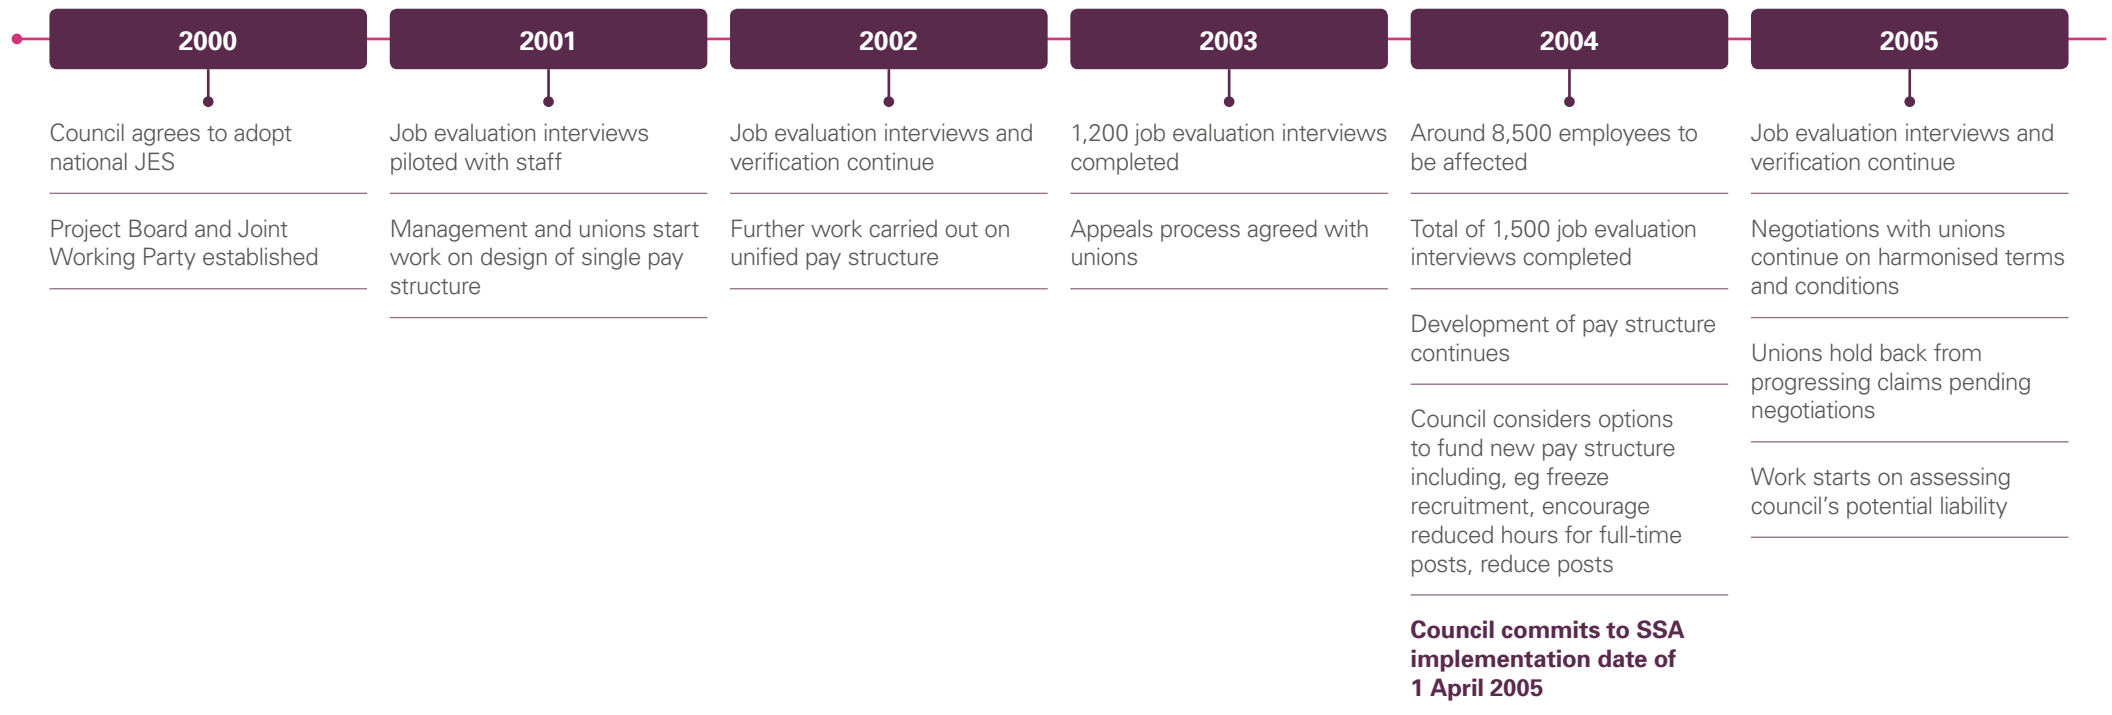 2000
Council agrees to adopt
national JES
Project Board and Joint
Working Party established
2001
Job evaluation interviews
piloted with staff
Management and unions start
work on design of single pay
structure
2002
Job evaluation interviews and
verification continue
Further work carried out on
unified pay structure
2003
1,200 job evaluation interviews
completed
Appeals process agreed with
unions
2004
Around 8,500 employees to
be affected
Total of 1,500 job evaluation
interviews completed
Development of pay structure
continues
Council considers options
to fund new pay structure
including, eg freeze
recruitment, encourage
reduced hours for full-time
posts, reduce posts
Council commits to SSA
implementation date of
1 April 2005
2005
Job evaluation interviews and
verification continue
Negotiations with unions
continue on harmonised terms
and conditions
Unions hold back from
progressing claims pending
negotiations
Work starts on assessing
council’s potential liability